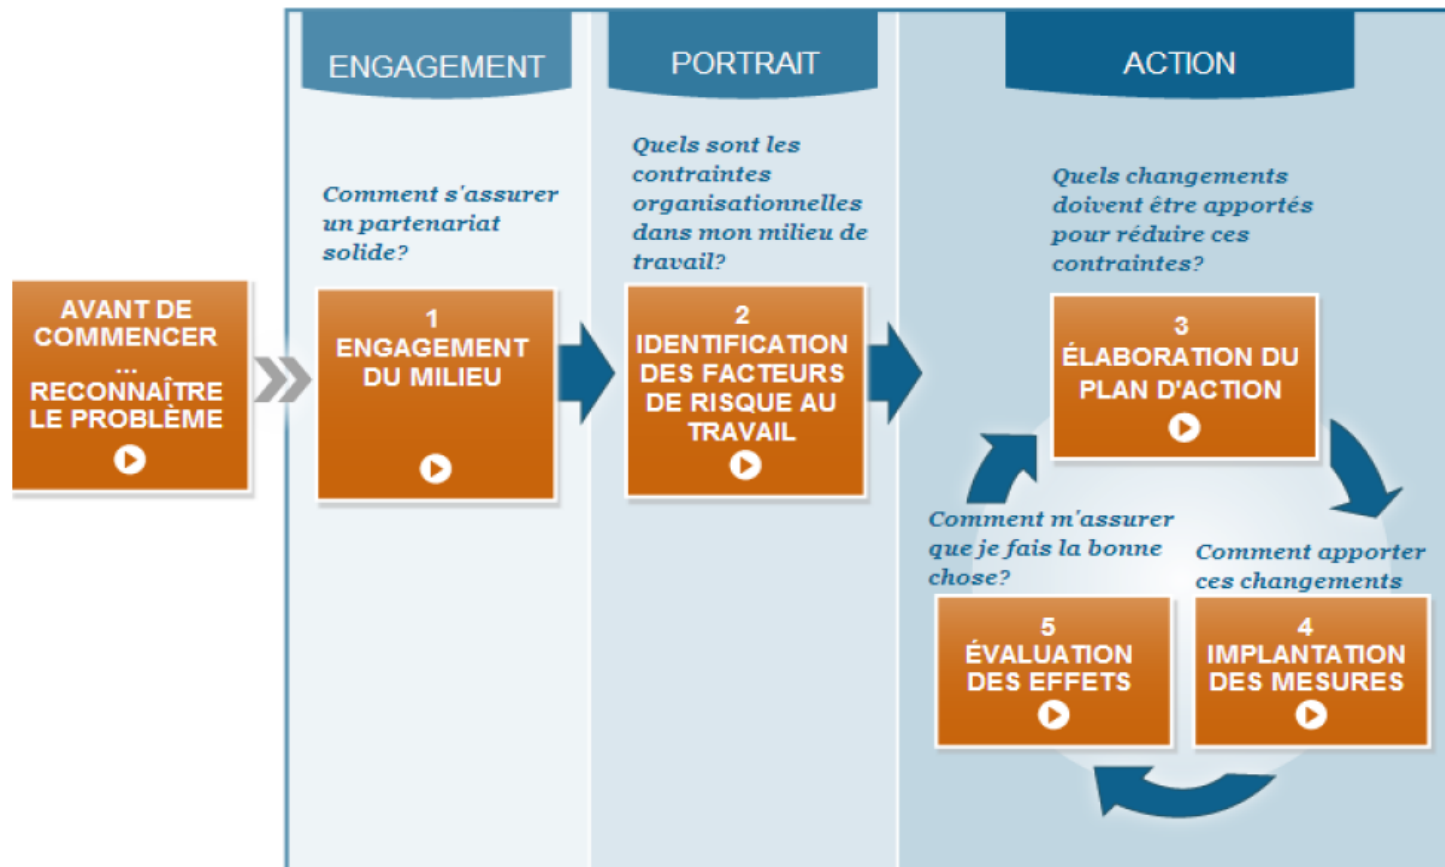 ENGAGEMENT
PORTRAIT
ACTION
Comment s'assurer
un partenariat
solide?
Quels sont les
contraintes
organisationnelles
dans mon milieu de
travail?
Quels changements
doivent être apportés
pour réduire ces
contraintes?
AVANT DE
COMMENCER
...
RECONNAÎTRE
LE PROBLÈME
1
ENGAGEMENT
DU MILIEU
2
IDENTIFICATION
DES FACTEURS
DE RISQUE AU
TRAVAIL
3
ÉLABORATION DU
PLAN D'ACTION
Comment m'assurer
que je fais la bonne
chose?
Comment apporter
ces changements
5
ÉVALUATION
DES EFFETS
4
IMPLANTATION
DES MESURES